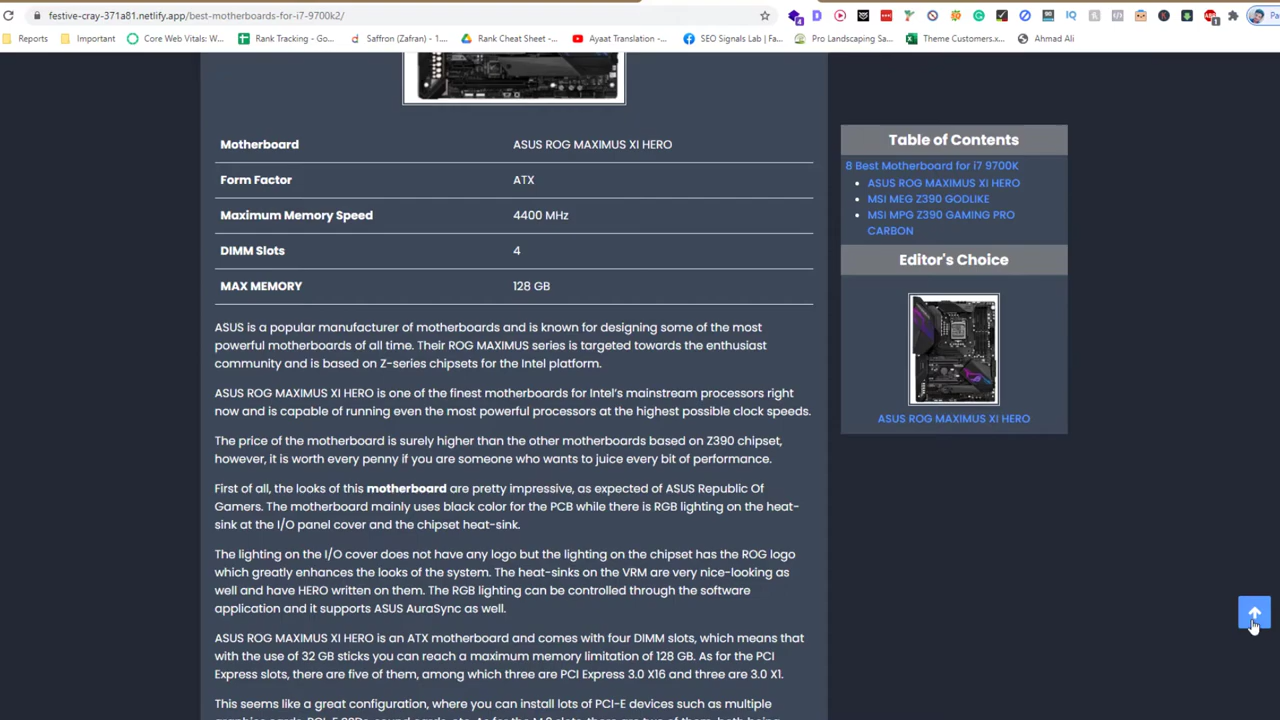 festive-cray-371a81.netlify.app/best-motherboards-for-i7-9700k2/
Reports
Important
Core Web Vitals: W...
Rank Tracking - Go...
Saffron (Zafran) - 1....
Rank Cheat Sheet -...
Ayaat Translation -...
SEO Signals Lab | Fa...
Pro Landscaping Sa...
Theme Customers.x...
Ahmad Ali
Motherboard ASUS ROG MAXIMUS XI HERO
Form Factor ATX
Maximum Memory Speed 4400 MHz
DIMM Slots 4
MAX MEMORY 128 GB
ASUS is a popular manufacturer of motherboards and is known for designing some of the most
powerful motherboards of all time. Their ROG MAXIMUS series is targeted towards the enthusiast
community and is based on Z-series chipsets for the Intel platform.
ASUS ROG MAXIMUS XI HERO is one of the finest motherboards for Intel's mainstream processors right
now and is capable of running even the most powerful processors at the highest possible clock speeds.
The price of the motherboard is surely higher than the other motherboards based on Z390 chipset,
however, it is worth every penny if you are someone who wants to juice every bit of performance.
First of all, the looks of this motherboard are pretty impressive, as expected of ASUS Republic Of
Gamers. The motherboard mainly uses black color for the PCB while there is RGB lighting on the heat-
sink at the I/O panel cover and the chipset heat-sink.
The lighting on the I/O cover does not have any logo but the lighting on the chipset has the ROG logo
which greatly enhances the looks of the system. The heat-sinks on the VRM are very nice-looking as
well and have HERO written on them. The RGB lighting can be controlled through the software
application and it supports ASUS AuraSync as well.
ASUS ROG MAXIMUS XI HERO is an ATX motherboard and comes with four DIMM slots, which means that
with the use of 32 GB sticks you can reach a maximum memory limitation of 128 GB. As for the PCI
Express slots, there are five of them, among which three are PCI Express 3.0 X16 and three are 3.0 X1.
This seems like a great configuration, where you can install lots of PCI-E devices such as multiple
Table of Contents
8 Best Motherboard for i7 9700K
ASUS ROG MAXIMUS XI HERO
MSI MEG Z390 GODLIKE
MSI MPG Z390 GAMING PRO
CARBON
Editor's Choice
ASUS ROG MAXIMUS XI HERO